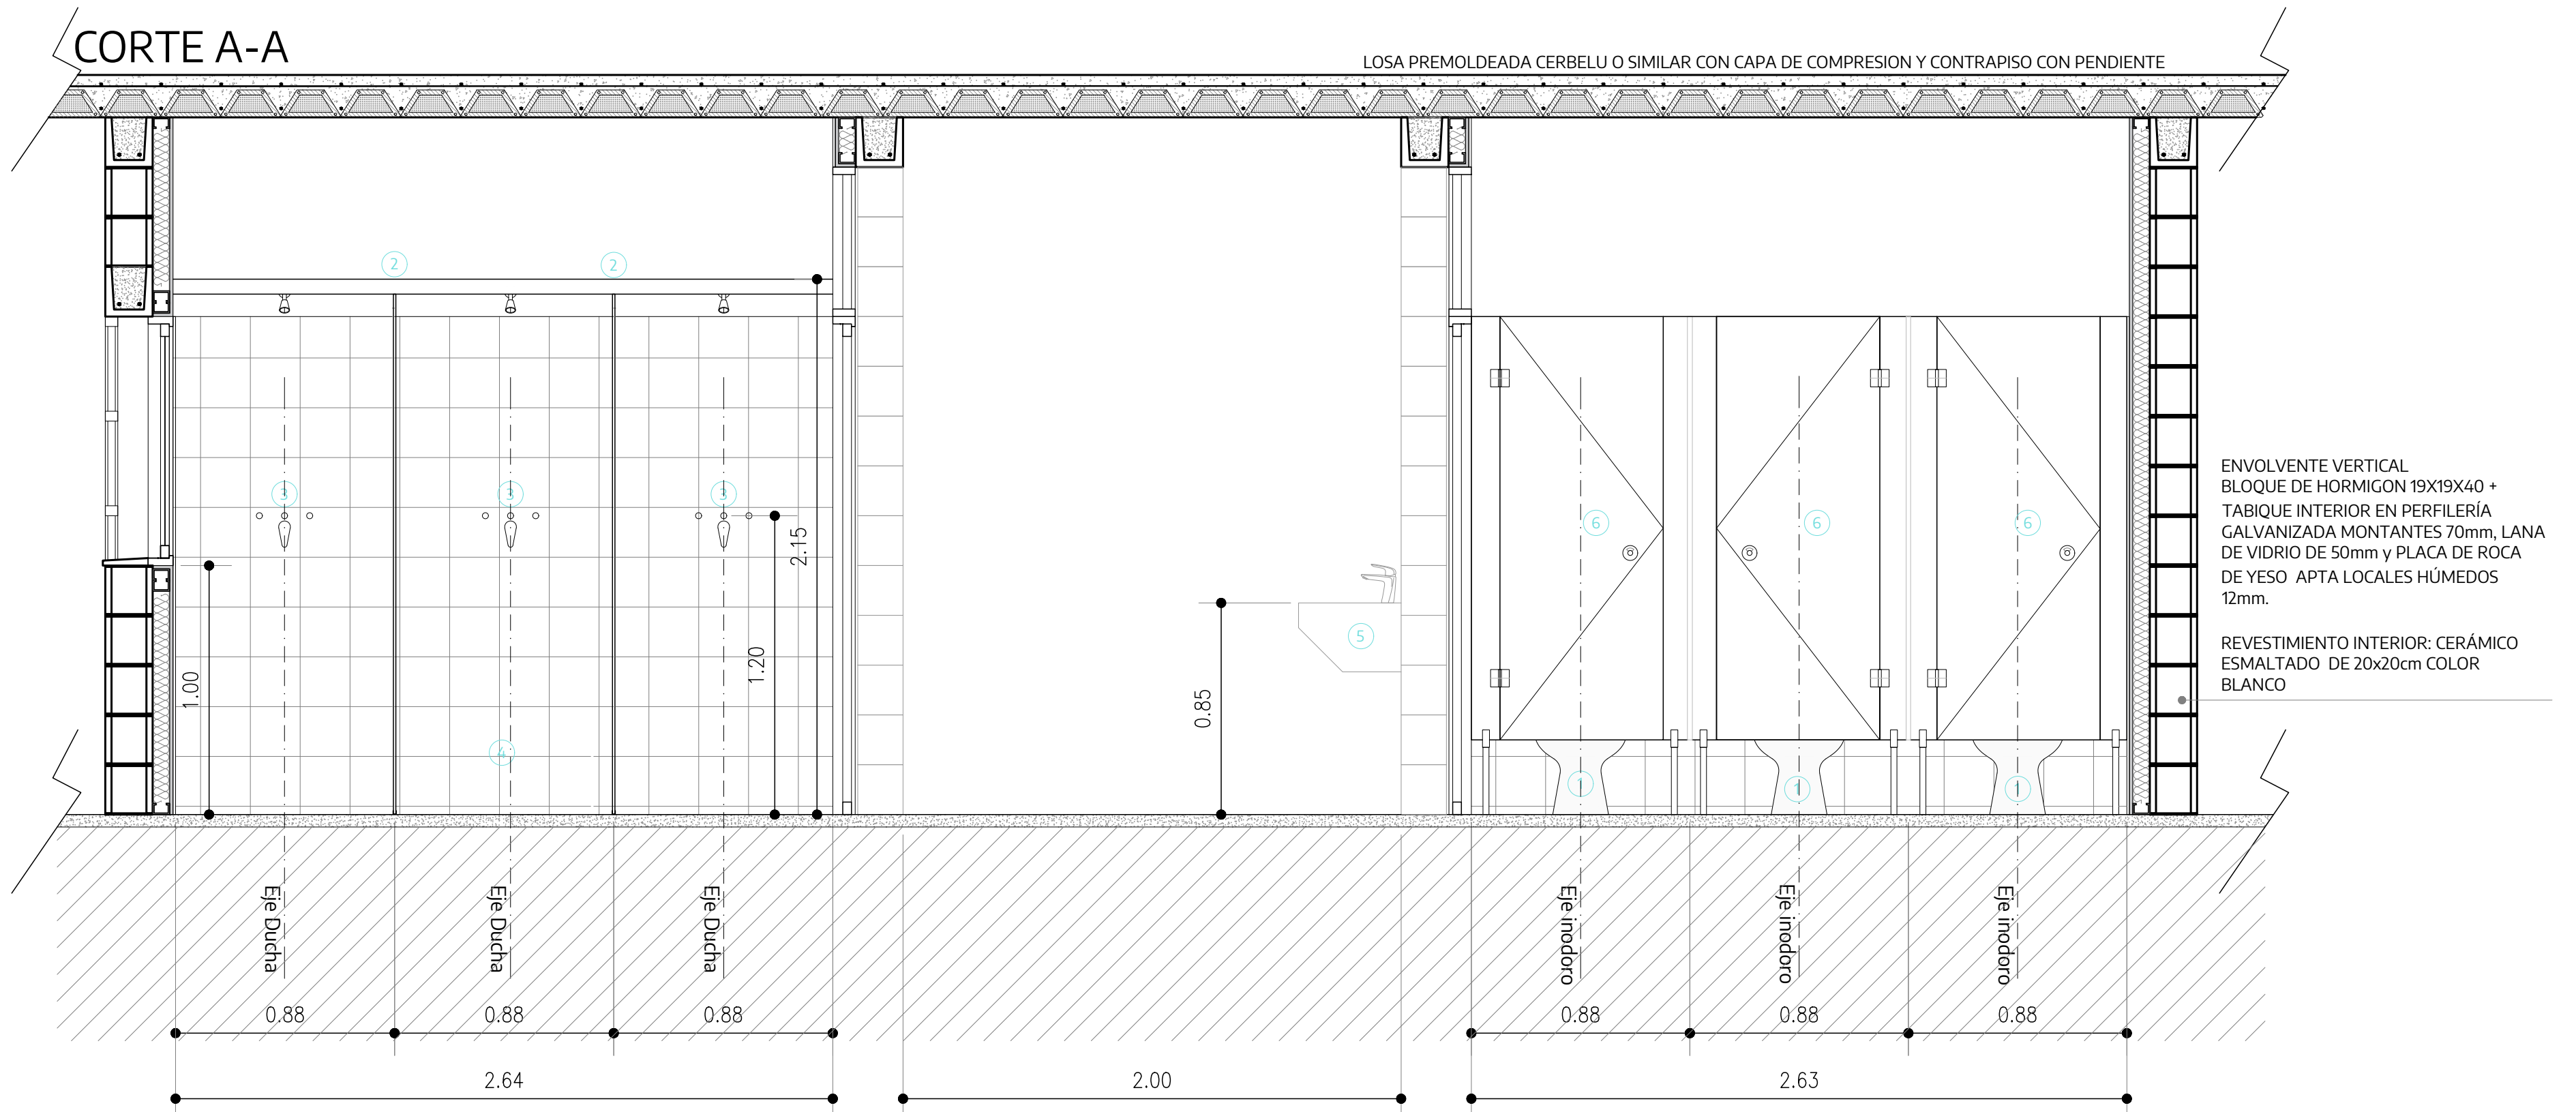 CORTE A-A
LOSA PREMOLDEADA CERBELU O SIMILAR CON CAPA DE COMPRESION Y CONTRAPISO CON PENDIENTE
2
2
3
3
3
6
6
6
ENVOLVENTE VERTICAL
BLOQUE DE HORMIGON 19X19X40 +
TABIQUE INTERIOR EN PERFILERÍA
GALVANIZADA MONTANTES 70mm, LANA
DE VIDRIO DE 50mm y PLACA DE ROCA
DE YESO APTA LOCALES HÚMEDOS
12mm.
REVESTIMIENTO INTERIOR: CERÁMICO
ESMALTADO DE 20x20cm COLOR
BLANCO
2.15
1.20
1.00
0.85
5
4
1
1
1
Eje Ducha
Eje Ducha
Eje Ducha
Eje inodoro
Eje inodoro
Eje inodoro
0.88
0.88
0.88
0.88
0.88
0.88
2.64
2.00
2.63